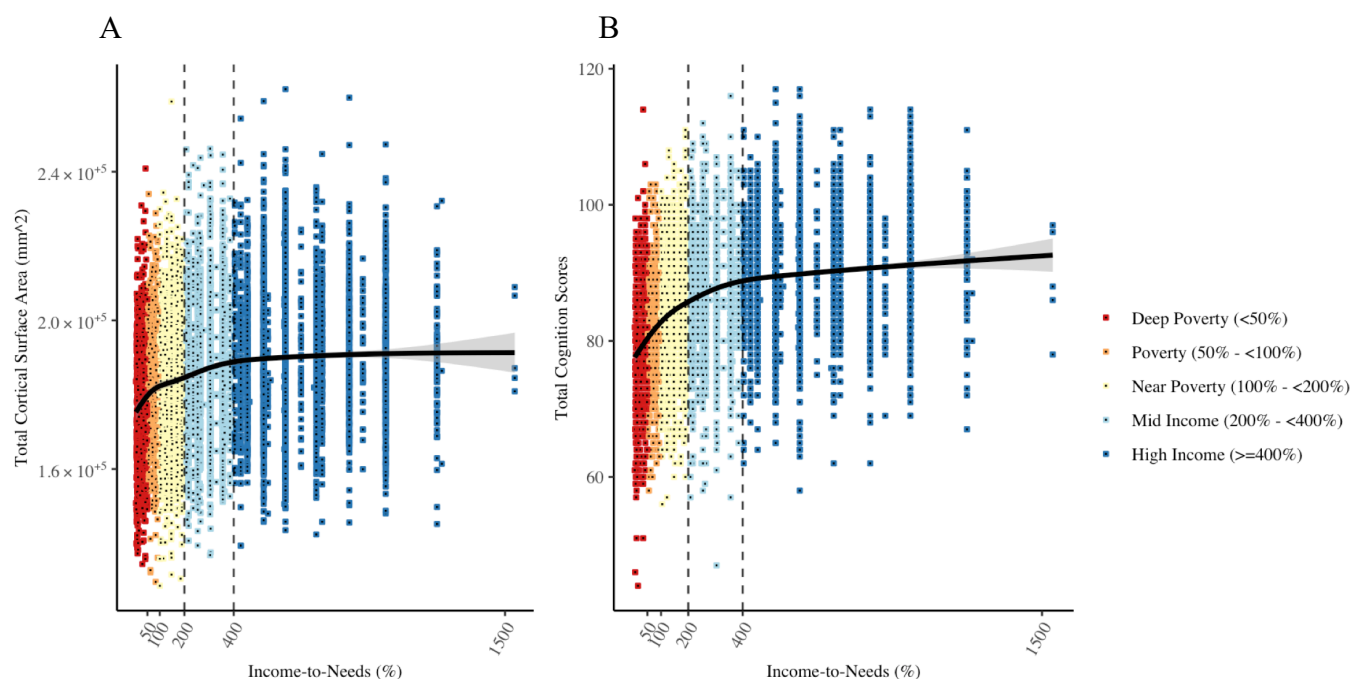 A
B
Total Cortical Surface Area (mm^2)
2.4 × 10⁺⁵
2.0 × 10⁺⁵
1.6 × 10⁺⁵
50
100
200
400
1500
Income-to-Needs (%)
Total Cognition Scores
120
100
80
60
50
100
200
400
1500
Income-to-Needs (%)
Deep Poverty (<50%)
Poverty (50% - <100%)
Near Poverty (100% - <200%)
Mid Income (200% - <400%)
High Income (>=400%)